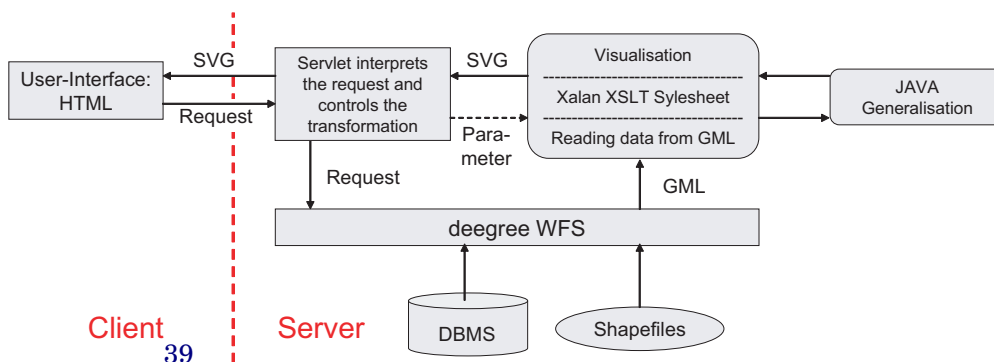 User-Interface:
HTML
SVG
Request
Servlet interprets
the request and
controls the
transformation
SVG
Para-
meter
Visualisation
Xalan XSLT Sylesheet
Reading data from GML
JAVA
Generalisation
Request
GML
deegree WFS
DBMS
Shapefiles
Client
Server
39